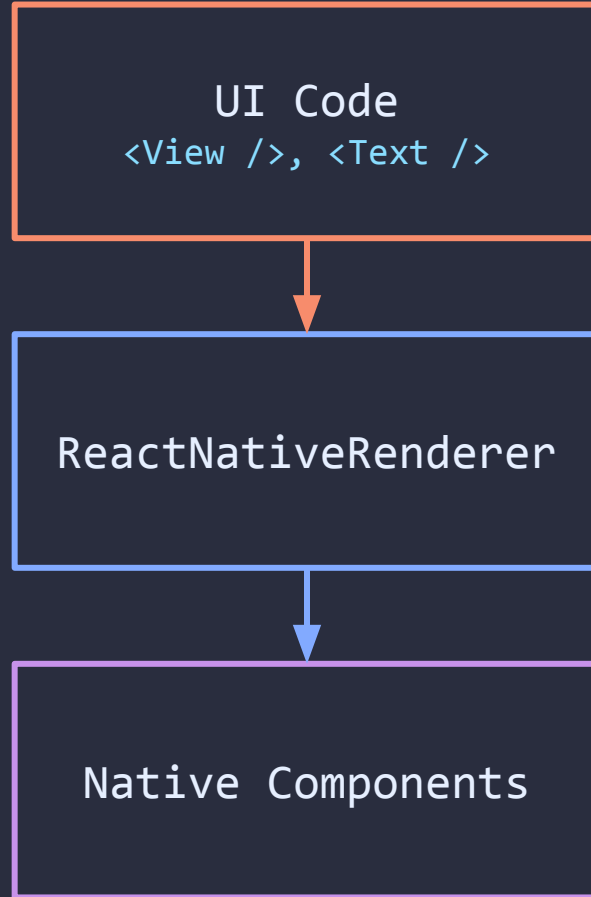 UI Code
<View />, <Text />
ReactNativeRenderer
Native Components